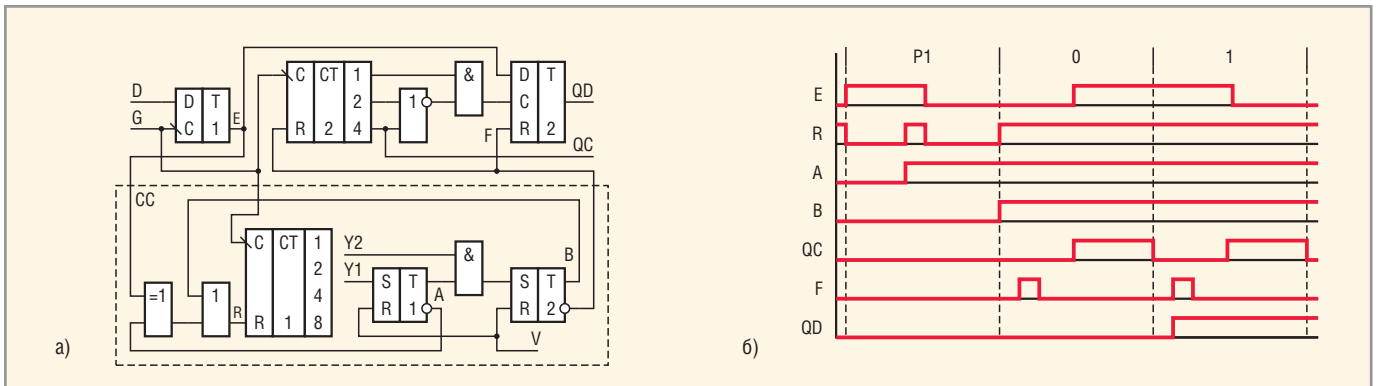 D
G
D T
C 1
E
C CT 1
2
R 2 4
1
&
D T
C
R 2
F
QD
QC
CC
=1
1
R
C CT 1
2
4
R 1 8
Y2
Y1
S T
R 1
A
&
B
S T
R 2
V
а)
P1 0 1
E
R
A
B
QC
F
QD
б)